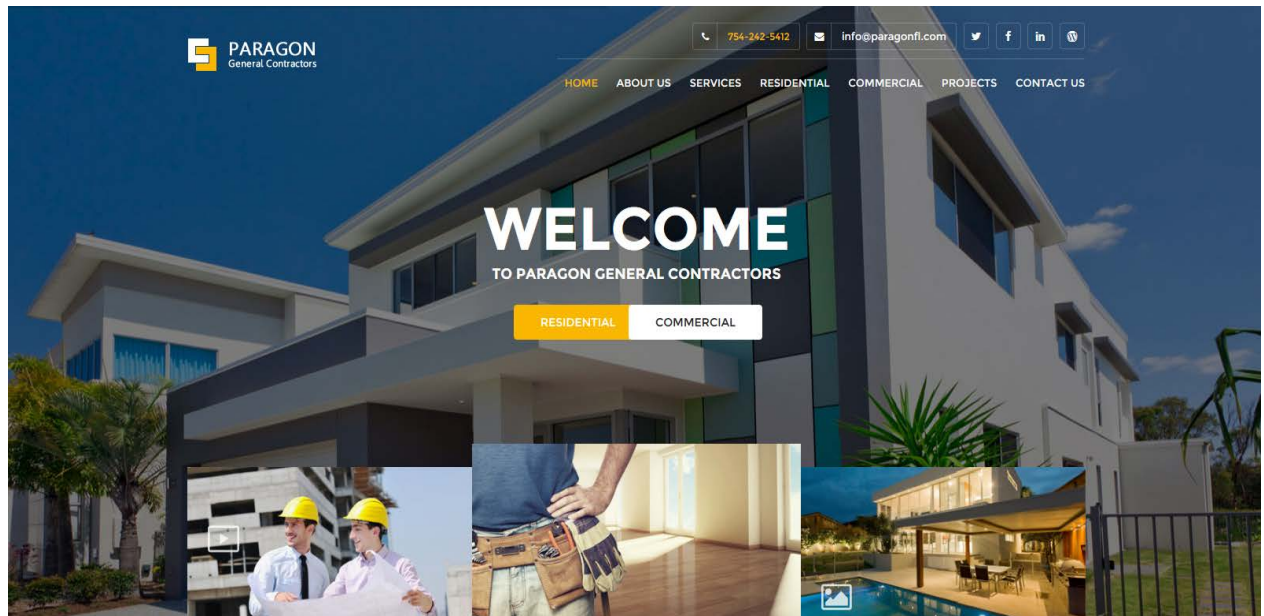 PARAGON
General Contractors
754-242-5412
info@paragonfl.com
HOME ABOUT US SERVICES RESIDENTIAL COMMERCIAL PROJECTS CONTACT US
WELCOME
TO PARAGON GENERAL CONTRACTORS
RESIDENTIAL COMMERCIAL